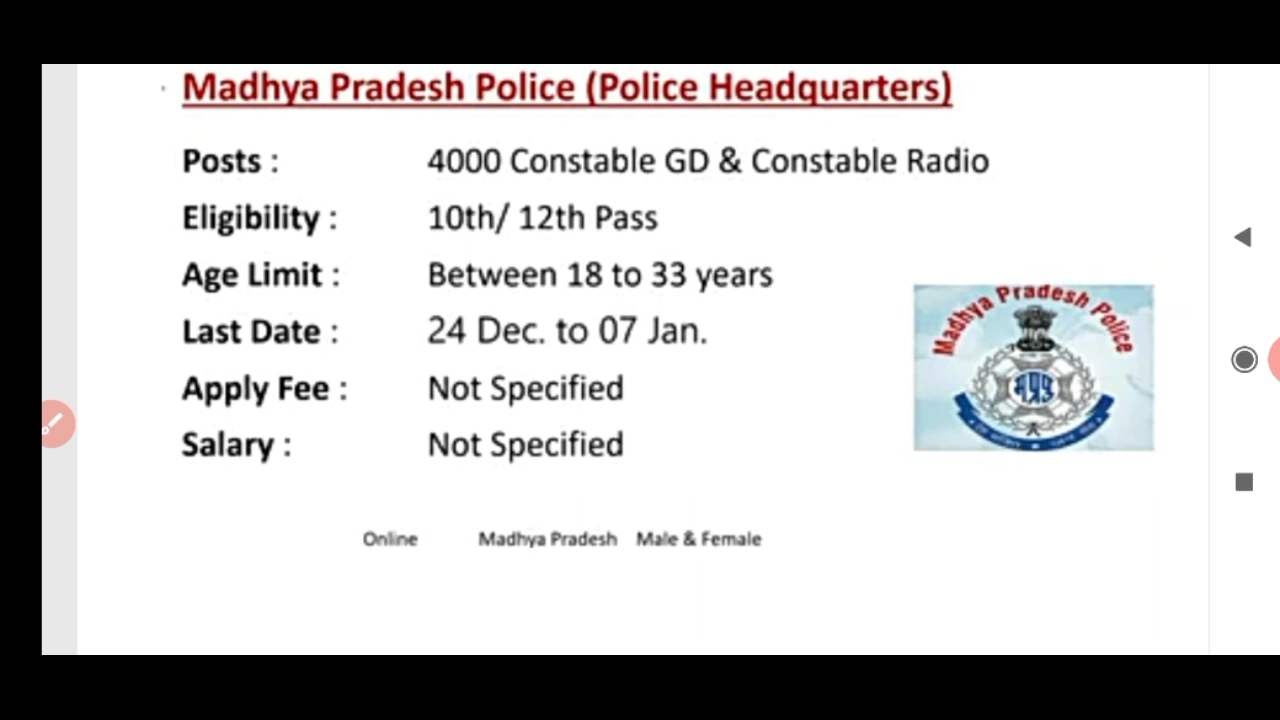 Madhya Pradesh Police (Police Headquarters)
Posts : 4000 Constable GD & Constable Radio
Eligibility : 10th/ 12th Pass
Age Limit : Between 18 to 33 years
Last Date : 24 Dec. to 07 Jan.
Apply Fee : Not Specified
Salary : Not Specified
Madhya Pradesh Police
मप्रपु
Online Madhya Pradesh Male & Female